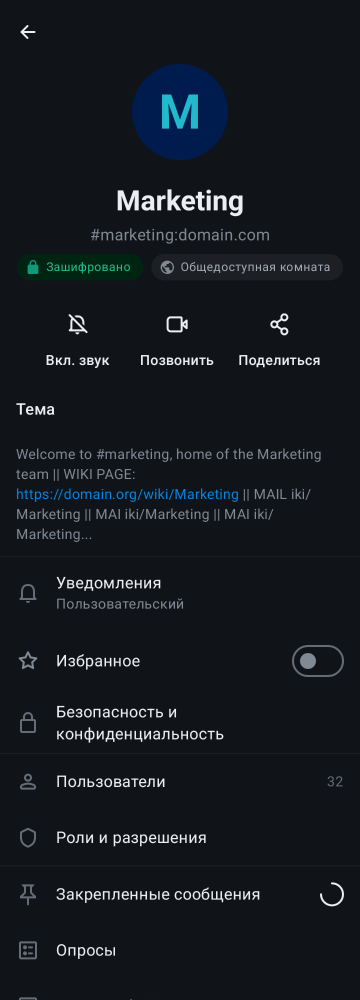 M
Marketing
#marketing:domain.com
Зашифровано
Общедоступная комната
Вкл. звук
Позвонить
Поделиться
Тема
Welcome to #marketing, home of the Marketing
team || WIKI PAGE:
https://domain.org/wiki/Marketing || MAIL iki/
Marketing || MAI iki/Marketing || MAI iki/
Marketing...
Уведомления
Пользовательский
Избранное
Безопасность и
конфиденциальность
Пользователи 32
Роли и разрешения
Закрепленные сообщения
Опросы